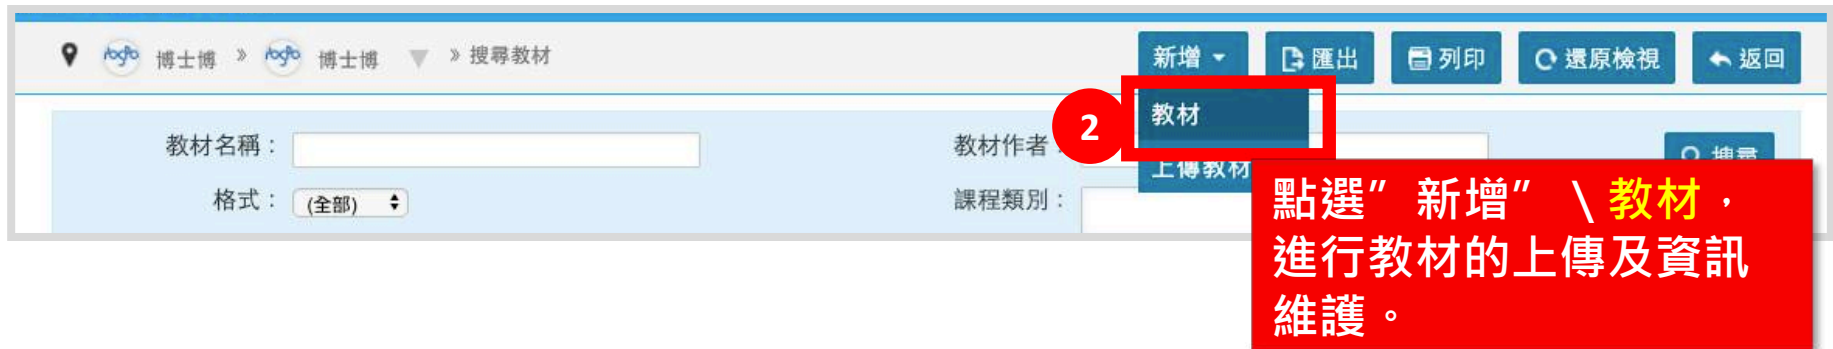 博士博 » 博士博 ▼ » 搜尋教材
新增 匯出 列印 還原檢視 返回
教材名稱：
教材作者：
搜尋
格式： (全部)
課程類別：
2
教材
上傳教材
點選” 新增” \ 教材，
進行教材的上傳及資訊
維護。